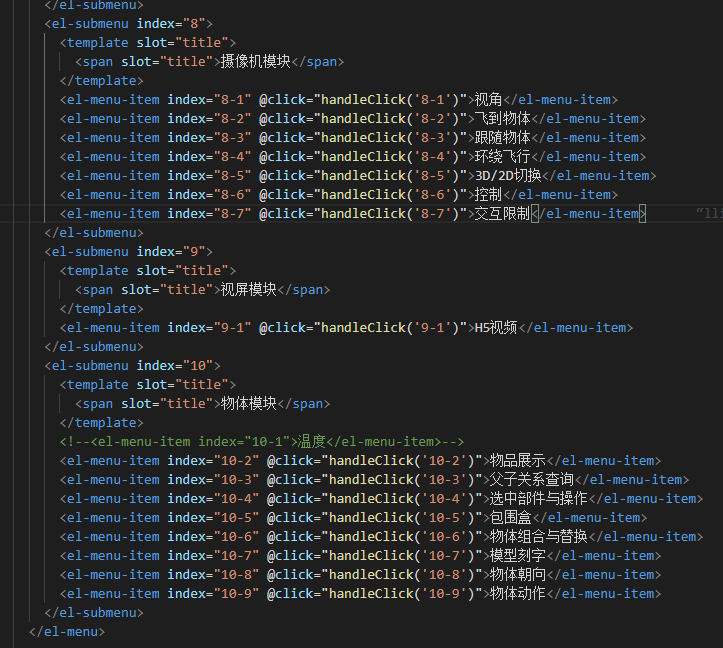 </el-submenu>
<el-submenu index="8">
<template slot="title">
<span slot="title">摄像机模块</span>
</template>
<el-menu-item index="8-1" @click="handleClick('8-1')">视角</el-menu-item>
<el-menu-item index="8-2" @click="handleClick('8-2')">飞到物体</el-menu-item>
<el-menu-item index="8-3" @click="handleClick('8-3')">跟随物体</el-menu-item>
<el-menu-item index="8-4" @click="handleClick('8-4')">环绕飞行</el-menu-item>
<el-menu-item index="8-5" @click="handleClick('8-5')">3D/2D切换</el-menu-item>
<el-menu-item index="8-6" @click="handleClick('8-6')">控制</el-menu-item>
<el-menu-item index="8-7" @click="handleClick('8-7')">交互限制</el-menu-item>
</el-submenu>
<el-submenu index="9">
<template slot="title">
<span slot="title">视屏模块</span>
</template>
<el-menu-item index="9-1" @click="handleClick('9-1')">H5视频</el-menu-item>
</el-submenu>
<el-submenu index="10">
<template slot="title">
<span slot="title">物体模块</span>
</template>
<!--<el-menu-item index="10-1">温度</el-menu-item>-->
<el-menu-item index="10-2" @click="handleClick('10-2')">物品展示</el-menu-item>
<el-menu-item index="10-3" @click="handleClick('10-3')">父子关系查询</el-menu-item>
<el-menu-item index="10-4" @click="handleClick('10-4')">选中部件与操作</el-menu-item>
<el-menu-item index="10-5" @click="handleClick('10-5')">包围盒</el-menu-item>
<el-menu-item index="10-6" @click="handleClick('10-6')">物体组合与替换</el-menu-item>
<el-menu-item index="10-7" @click="handleClick('10-7')">模型刻字</el-menu-item>
<el-menu-item index="10-8" @click="handleClick('10-8')">物体朝向</el-menu-item>
<el-menu-item index="10-9" @click="handleClick('10-9')">物体动作</el-menu-item>
</el-submenu>
</el-menu>